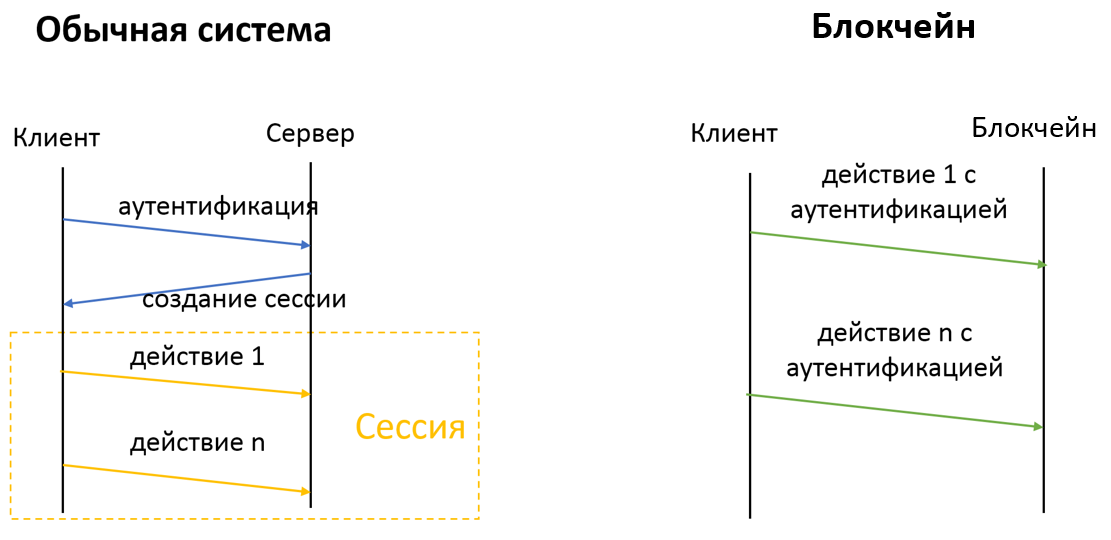 Обычная система
Блокчейн
Клиент
Сервер
аутентификация
создание сессии
действие 1
Сессия
действие n
Клиент
Блокчейн
действие 1 с
аутентификацией
действие n с
аутентификацией